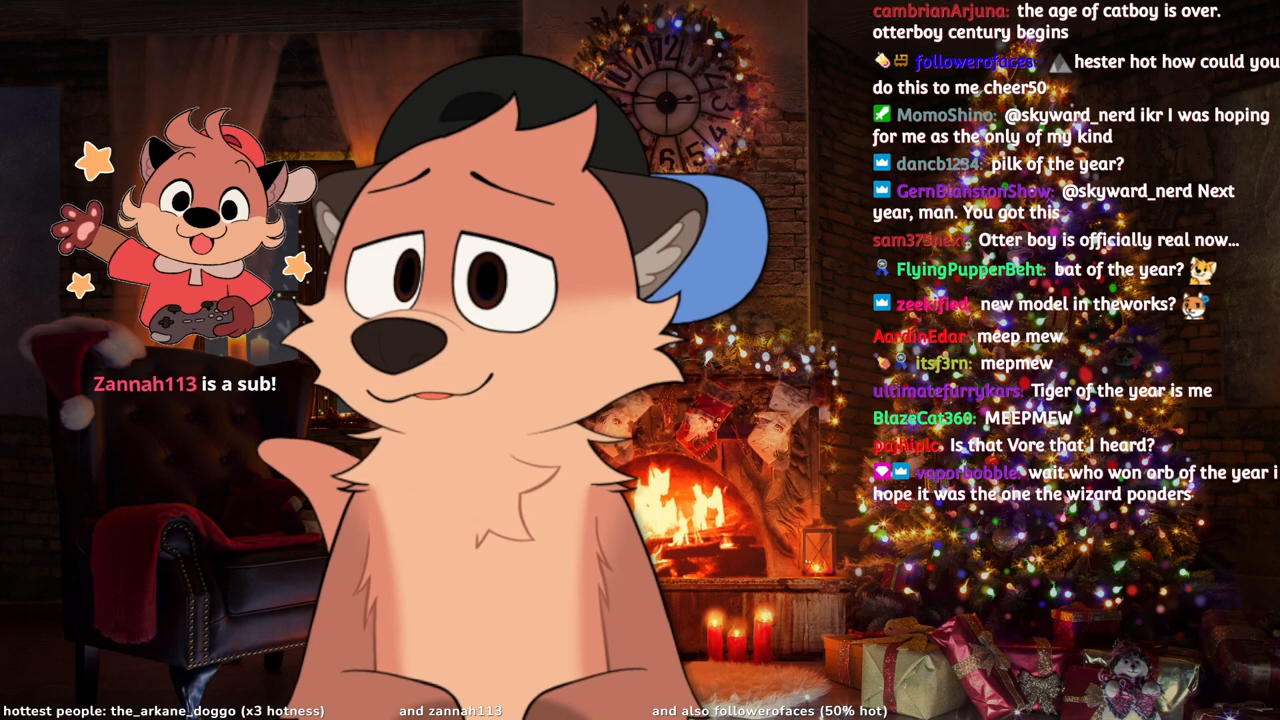 cambrianArjuna: the age of catboy is over.
otterboy century begins
followerofaces: hester hot how could you
do this to me cheer50
MomoShino: @skyward_nerd ikr I was hoping
for me as the only of my kind
dancb1234: pilk of the year?
GernBlanstonShow: @skyward_nerd Next
year, man. You got this
Otter boy is officially real now...
FlyingPupperBeht: bat of the year?
zeekified: new model in theworks?
AardinEdar: meep mew
itsf3rn: mepmew
ultimatefurrykars: Tiger of the year is me
BlazeCat360: MEEPMEW
Is that Vore that I heard?
vaporbobble: wait who won orb of the year i
hope it was the one the wizard ponders
Zannah113 is a sub!
hottest people: the_arkane_doggo (x3 hotness) and zannah113 and also followerofaces (50% hot)